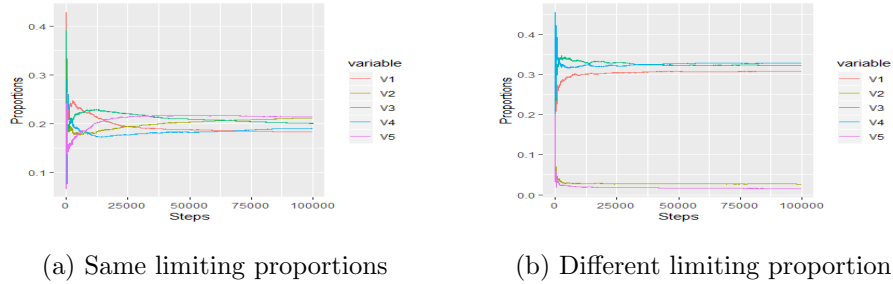 0.4
0.3
0.2
0.1
Proportions
0 25000 50000 75000 100000
Steps
variable
V1
V2
V3
V4
V5
(a) Same limiting proportions
0.4
0.3
0.2
0.1
0.0
Proportions
0 25000 50000 75000 100000
Steps
variable
V1
V2
V3
V4
V5
(b) Different limiting proportion